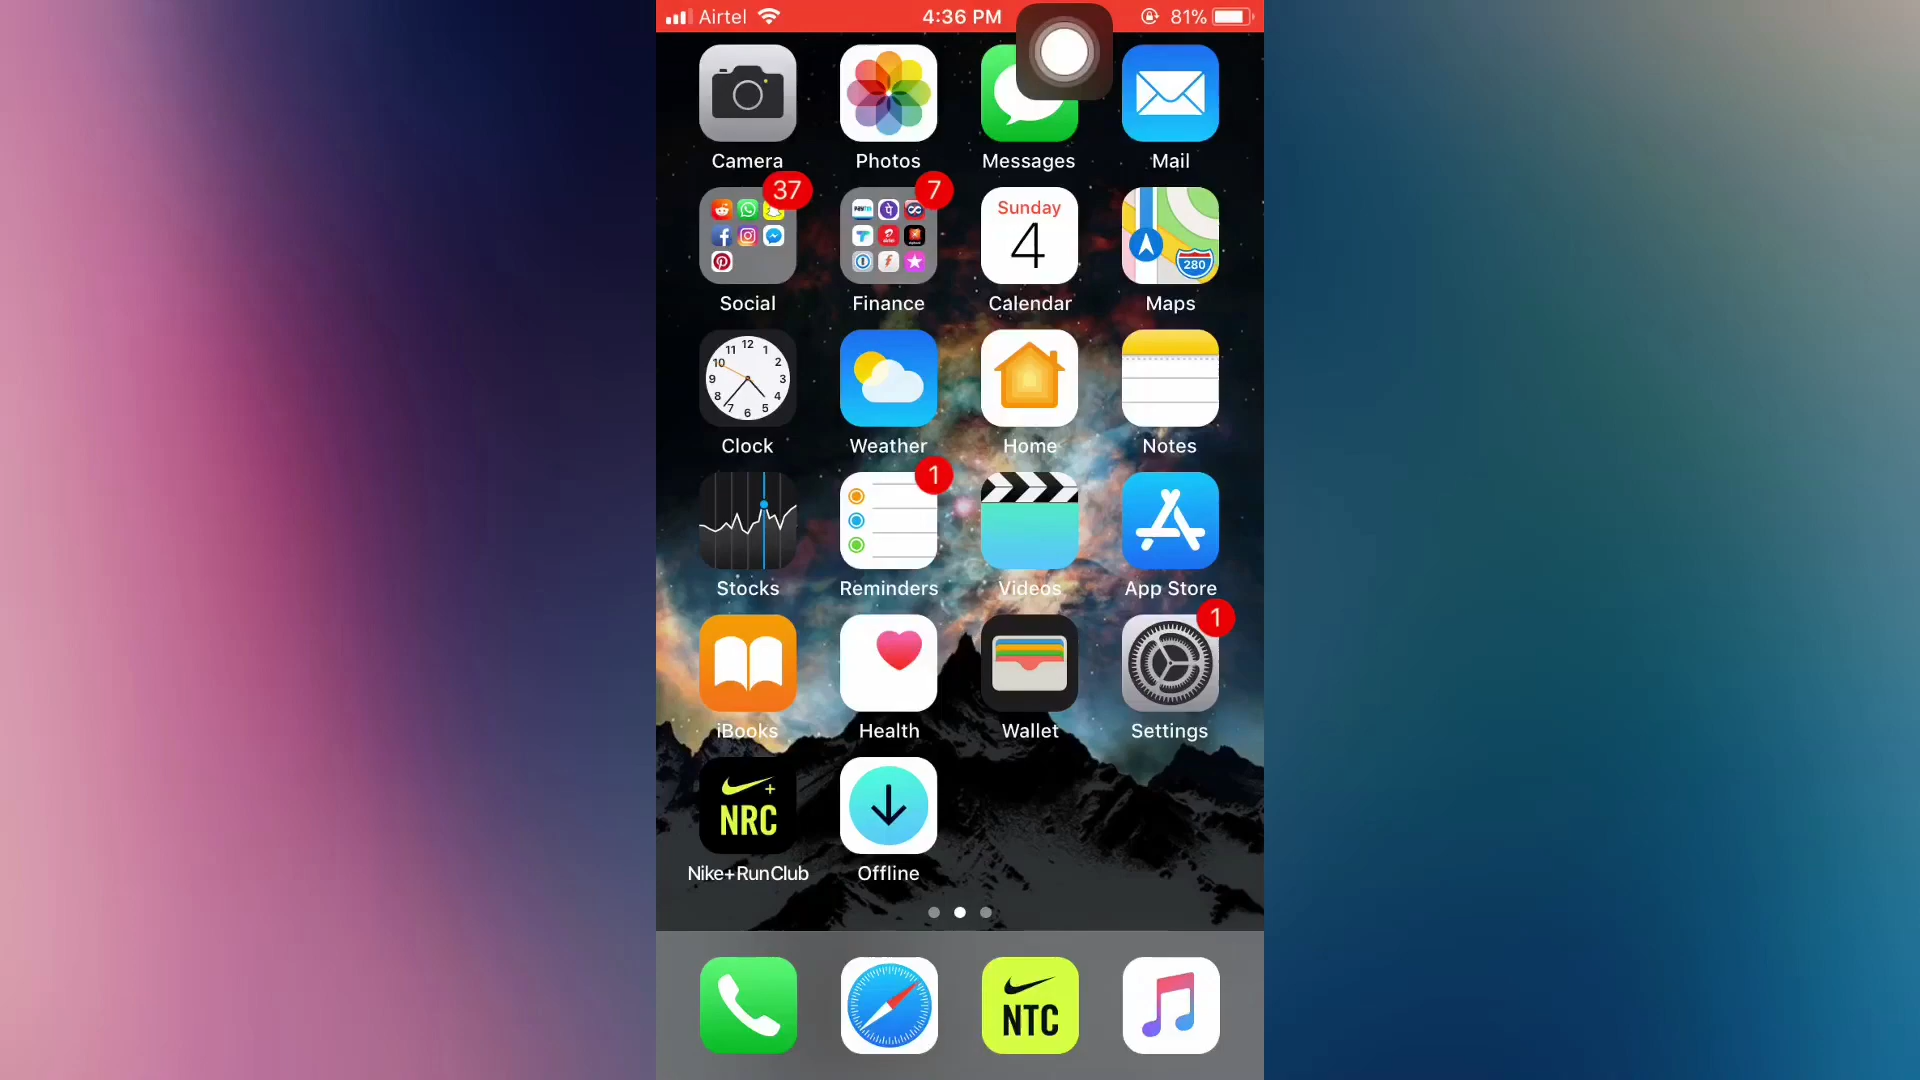 Airtel 4:36 PM 81%
Camera Photos Messages Mail
37 7
PAYTM पे airtel
Sunday
4
280
Social Finance Calendar Maps
12
11 1
10 2
9 3
8 4
7 5
6
Clock Weather Home Notes
1
Stocks Reminders Videos App Store
1
iBooks Health Wallet Settings
+
NRC
Nike+RunClub Offline
NTC